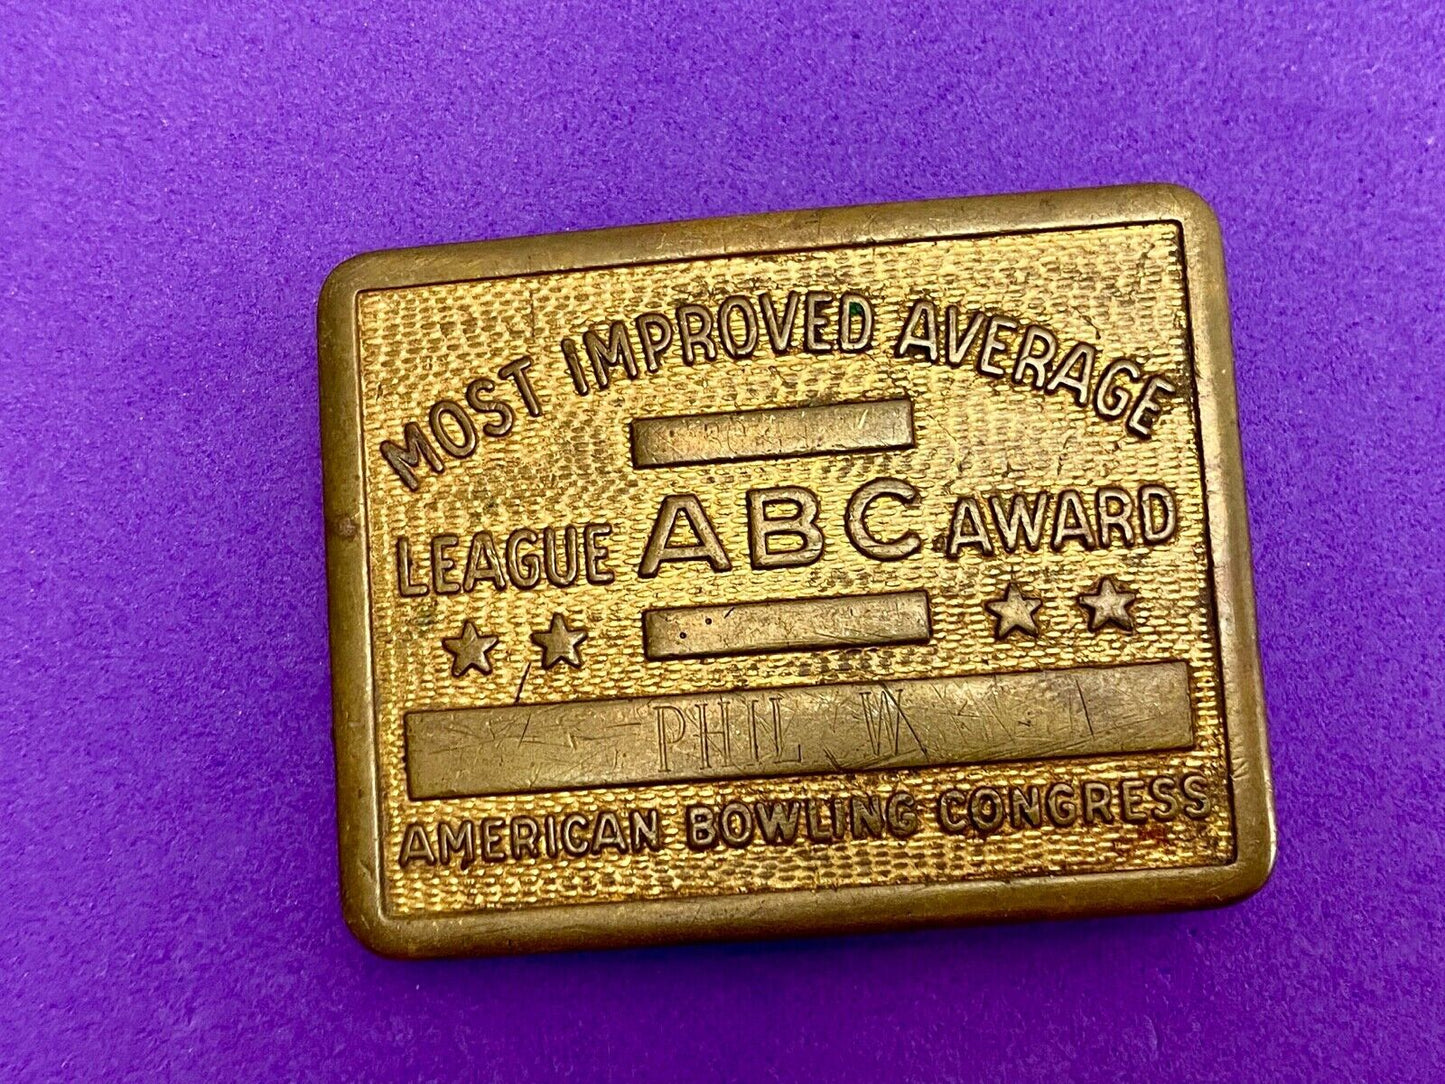 MOST IMPROVED AVERAGE
LEAGUE ABC AWARD
PHIL W
AMERICAN BOWLING CONGRESS